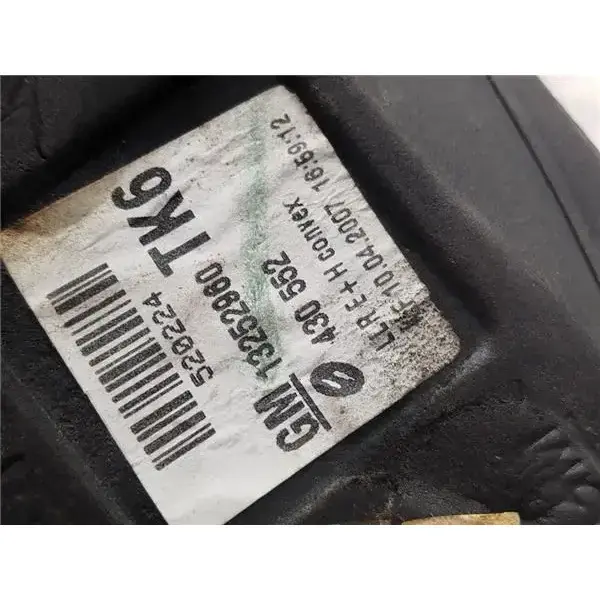 GM 13252960 TK6
430 552 520224
LLR E+H convex
10.04.2007 16:59:12